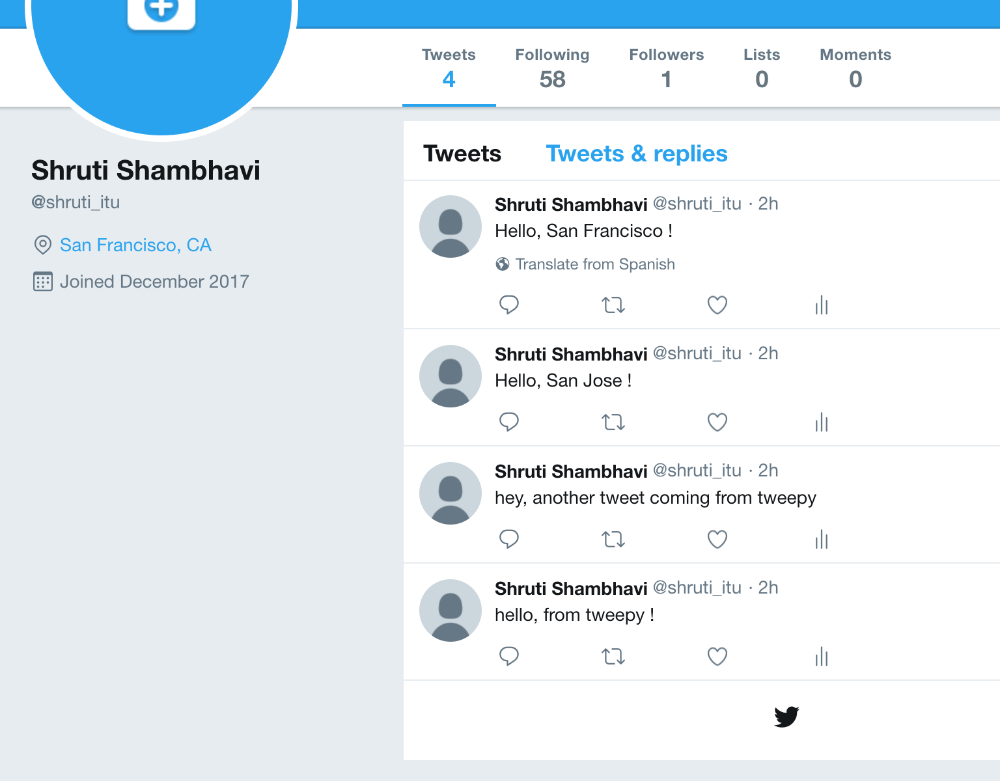 Tweets Following Followers Lists Moments
4 58 1 0 0
Shruti Shambhavi
@shruti_itu
San Francisco, CA
Joined December 2017
Tweets Tweets & replies
Shruti Shambhavi @shruti_itu · 2h
Hello, San Francisco !
Translate from Spanish
Shruti Shambhavi @shruti_itu · 2h
Hello, San Jose !
Shruti Shambhavi @shruti_itu · 2h
hey, another tweet coming from tweepy
Shruti Shambhavi @shruti_itu · 2h
hello, from tweepy !